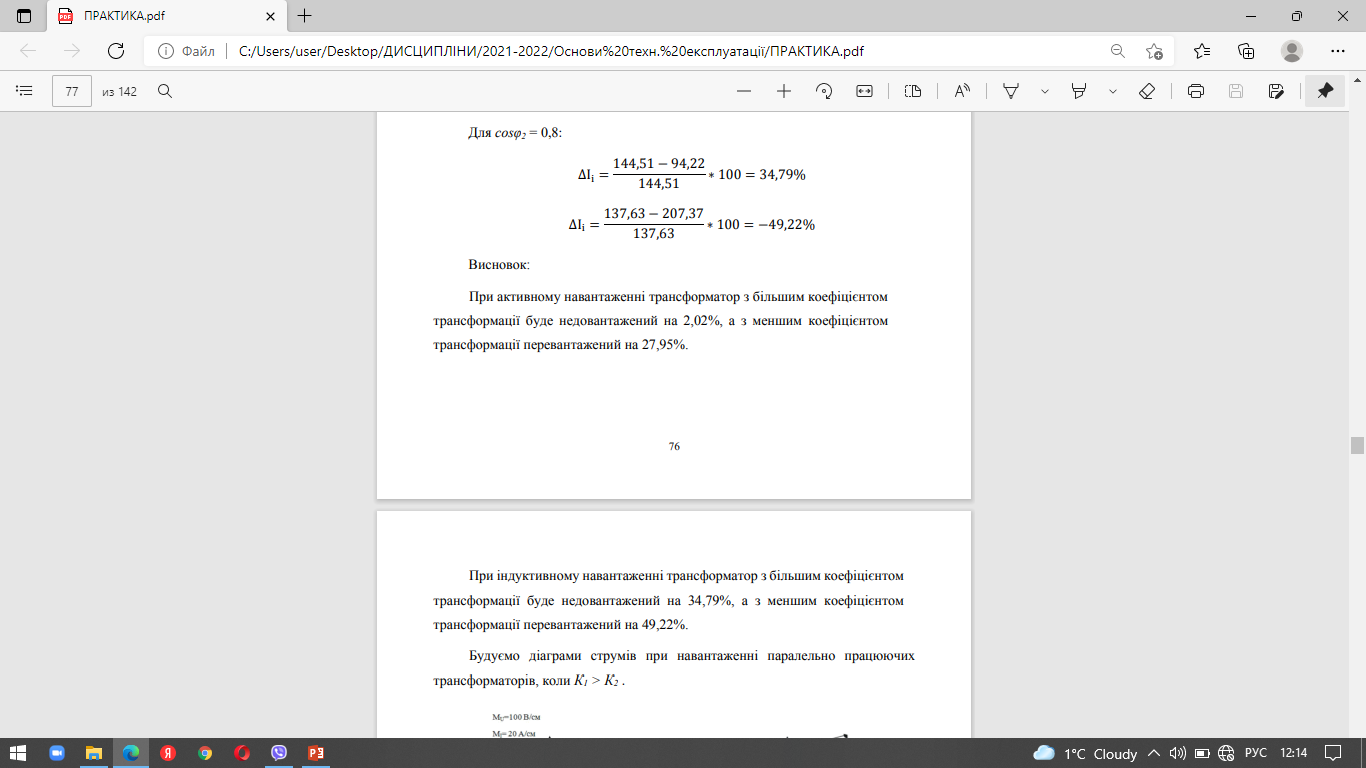 ПРАКТИКА.pdf
Файл
C:/Users/user/Desktop/ДИСЦИПЛІНИ/2021-2022/Основи%20техн.%20експлуатації/ПРАКТИКА.pdf
77 из 142
Для cosφ2 = 0,8:
ΔIi = (144,51 − 94,22)/144,51 ∗ 100 = 34,79%
ΔIi = (137,63 − 207,37)/137,63 ∗ 100 = −49,22%
Висновок:
При активному навантаженні трансформатор з більшим коефіцієнтом
трансформації буде недовантажений на 2,02%, а з меншим коефіцієнтом
трансформації перевантажений на 27,95%.
76
При індуктивному навантаженні трансформатор з більшим коефіцієнтом
трансформації буде недовантажений на 34,79%, а з меншим коефіцієнтом
трансформації перевантажений на 49,22%.
Будуємо діаграми струмів при навантаженні паралельно працюючих
трансформаторів, коли K1 > K2 .
MU=100 В/см
MI= 20 А/см
1°C Cloudy
РУС
12:14